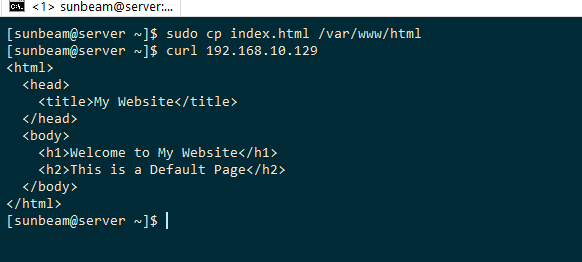 C:\. <1> sunbeam@server:...
[sunbeam@server ~]$ sudo cp index.html /var/www/html
[sunbeam@server ~]$ curl 192.168.10.129
<html>
  <head>
    <title>My Website</title>
  </head>
  <body>
    <h1>Welcome to My Website</h1>
    <h2>This is a Default Page</h2>
  </body>
</html>
[sunbeam@server ~]$